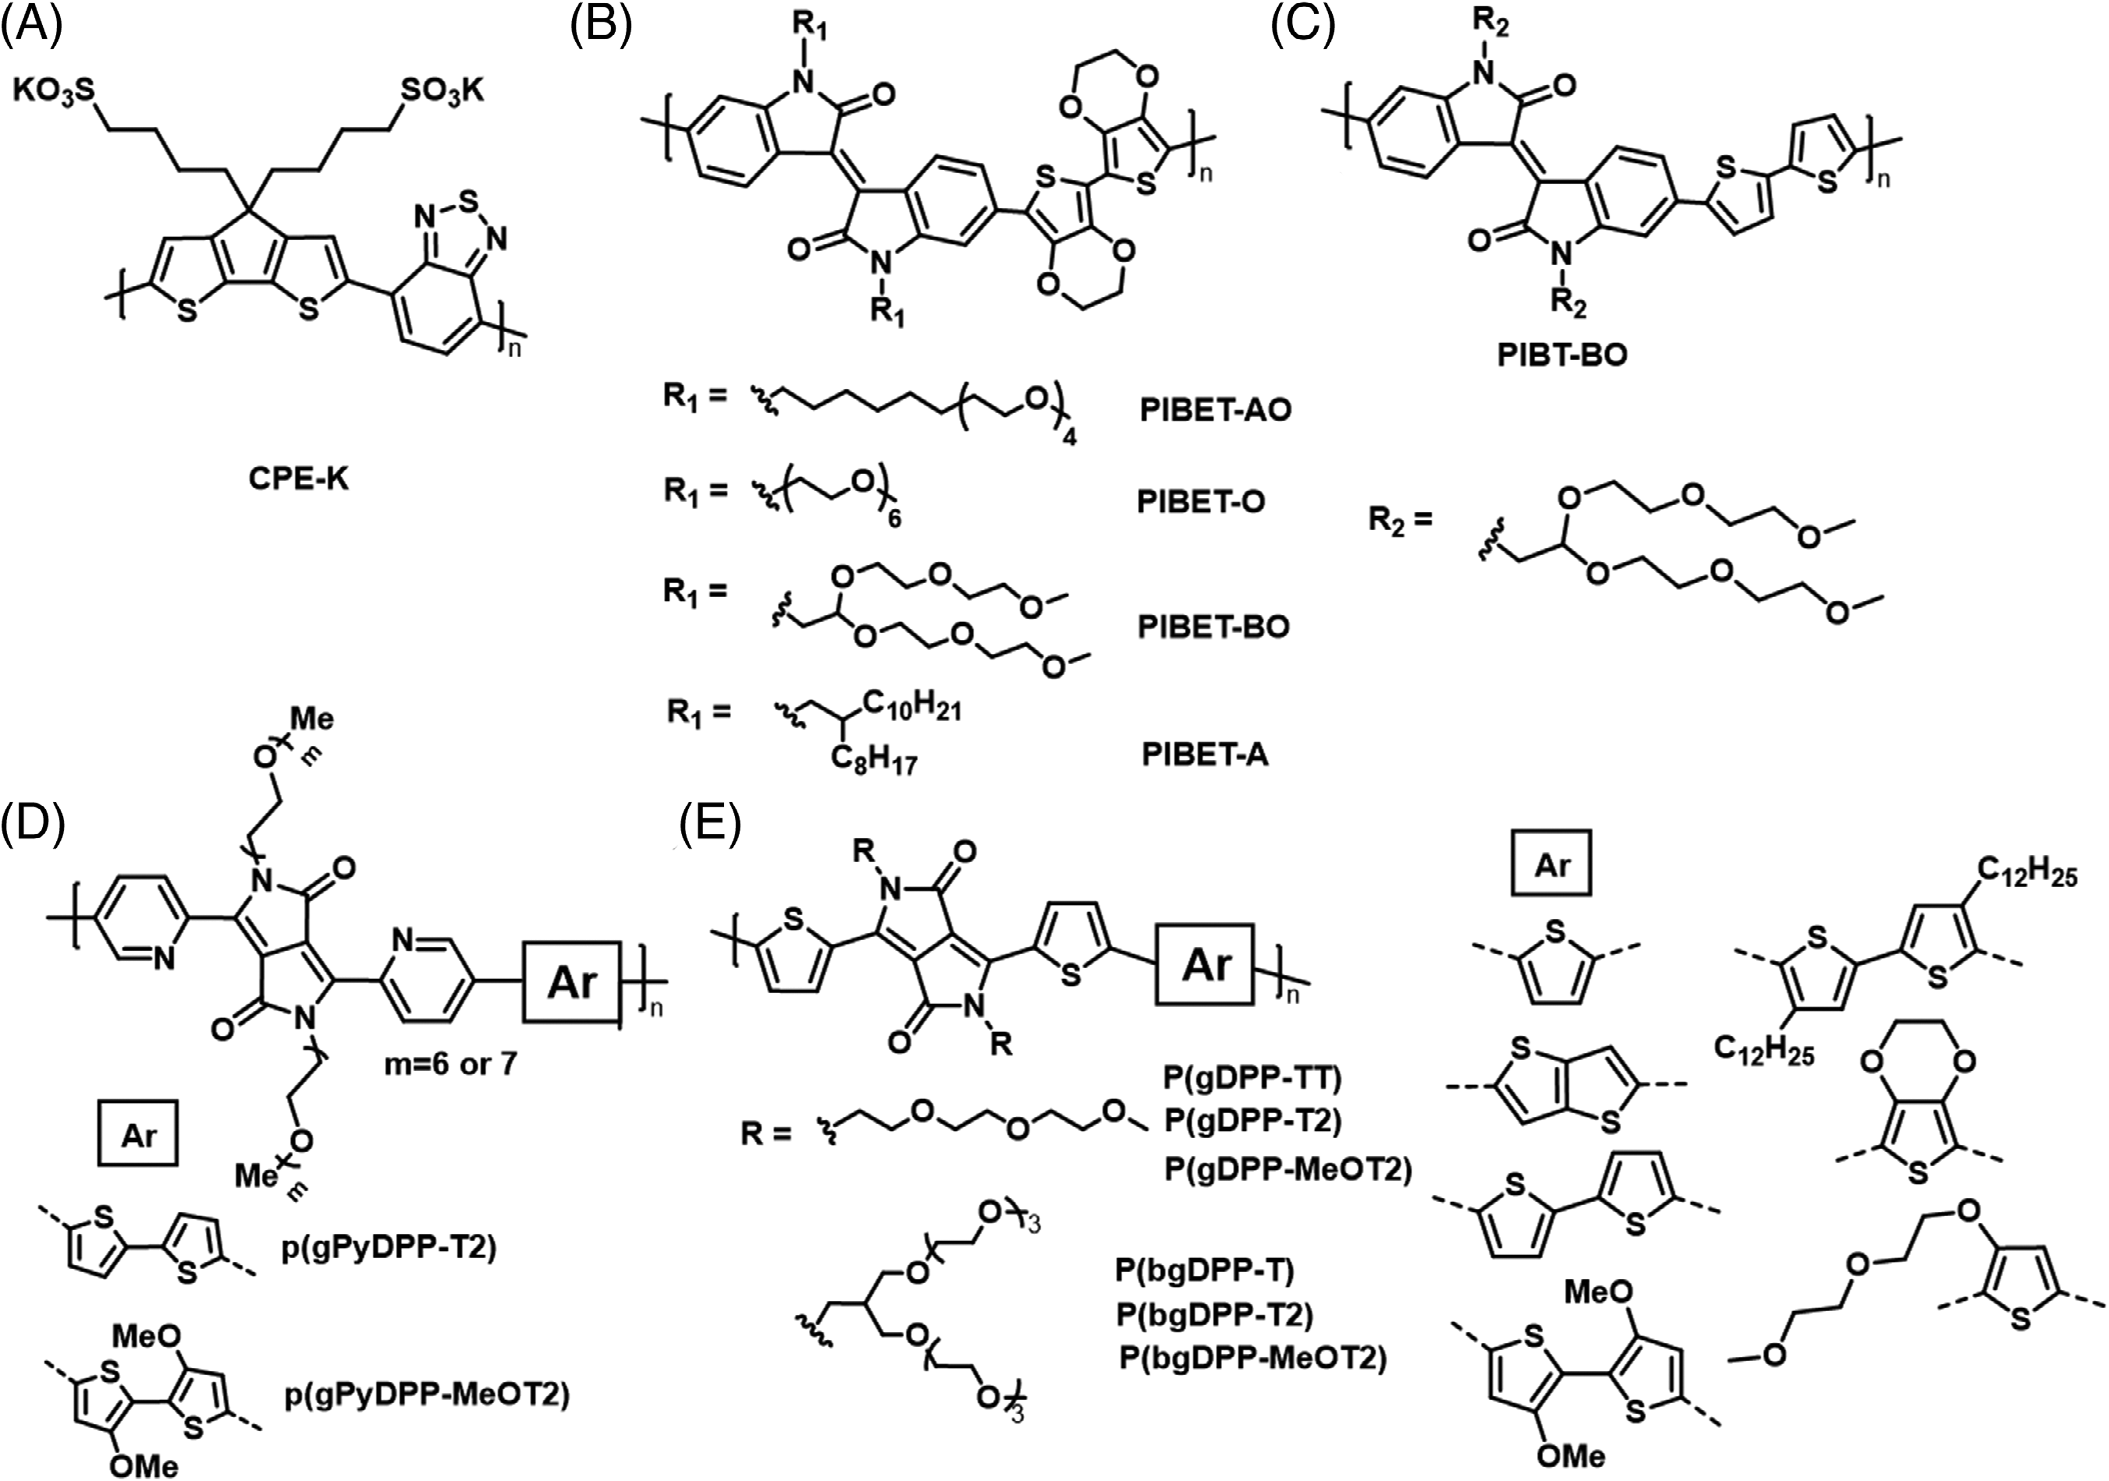 (A)
KO3S
SO3K
N
S
N
S
S
n
CPE-K
(B)
R1
N
O
O
O
S
S
n
O
N
R1
O
O
R1 =
O
4
PIBET-AO
R1 =
O
6
PIBET-O
R1 =
O
O
O
O
O
O
PIBET-BO
R1 =
C10H21
C8H17
PIBET-A
(C)
R2
N
O
S
S
n
O
N
R2
PIBT-BO
R2 =
O
O
O
O
O
O
(D)
Me
O
m
N
O
N
N
Ar
n
O
N
m=6 or 7
O
Me
m
Ar
S
S
p(gPyDPP-T2)
MeO
S
S
OMe
p(gPyDPP-MeOT2)
(E)
R
O
N
S
S
Ar
n
O
N
R
R =
O
O
O
P(gDPP-TT)
P(gDPP-T2)
P(gDPP-MeOT2)
O
3
O
O
O
3
P(bgDPP-T)
P(bgDPP-T2)
P(bgDPP-MeOT2)
Ar
S
S
S
S
S
MeO
S
S
OMe
C12H25
S
S
C12H25
O
O
S
O
O
O
S